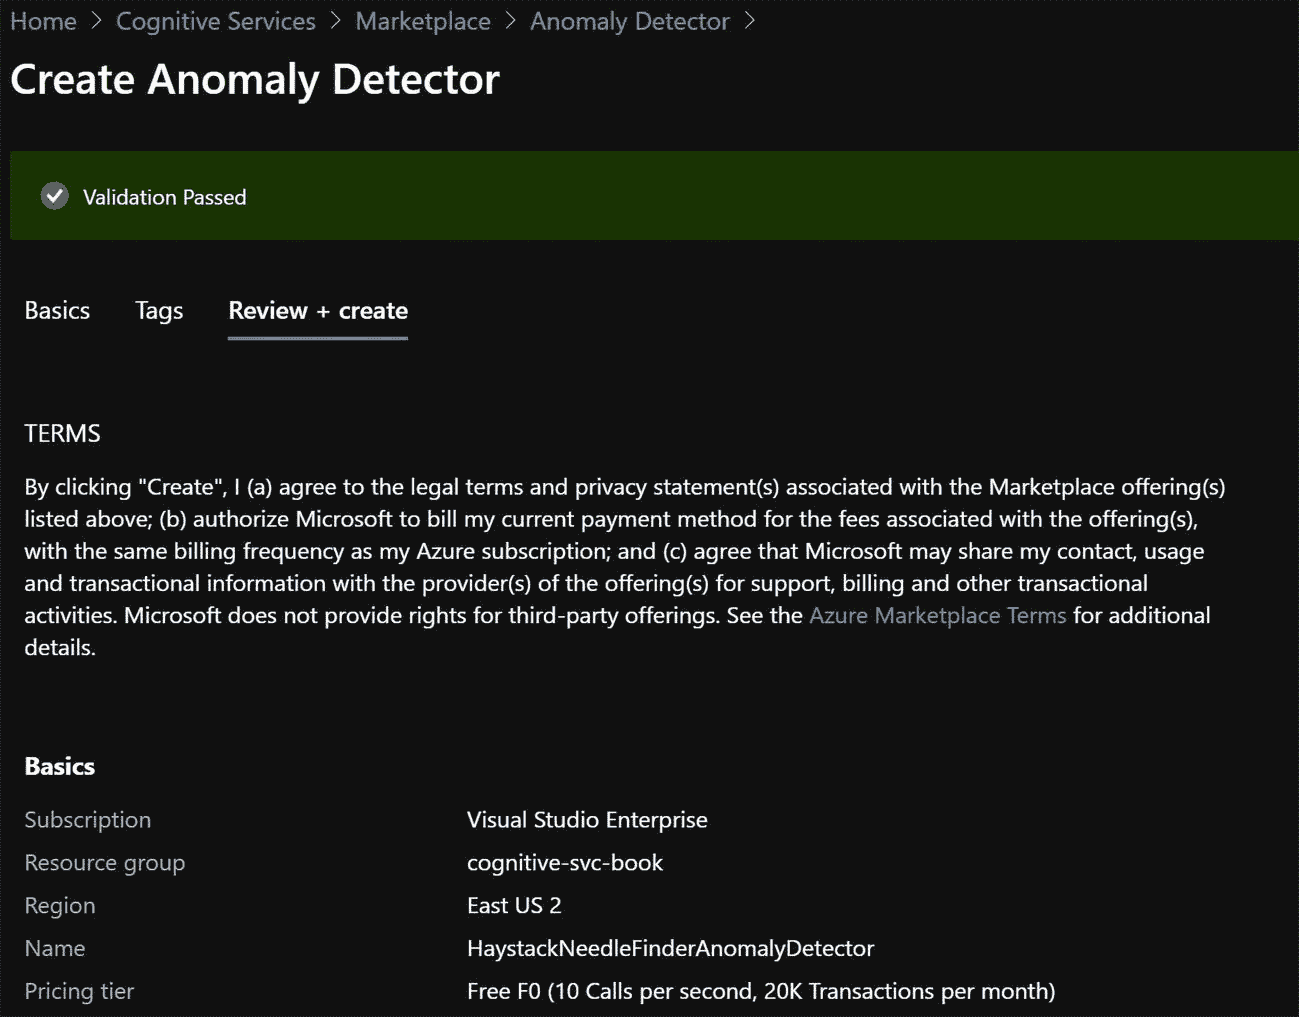 Home > Cognitive Services > Marketplace > Anomaly Detector >
Create Anomaly Detector
Validation Passed
Basics Tags Review + create
TERMS
By clicking "Create", I (a) agree to the legal terms and privacy statement(s) associated with the Marketplace offering(s)
listed above; (b) authorize Microsoft to bill my current payment method for the fees associated with the offering(s),
with the same billing frequency as my Azure subscription; and (c) agree that Microsoft may share my contact, usage
and transactional information with the provider(s) of the offering(s) for support, billing and other transactional
activities. Microsoft does not provide rights for third-party offerings. See the Azure Marketplace Terms for additional
details.
Basics
Subscription Visual Studio Enterprise
Resource group cognitive-svc-book
Region East US 2
Name HaystackNeedleFinderAnomalyDetector
Pricing tier Free F0 (10 Calls per second, 20K Transactions per month)